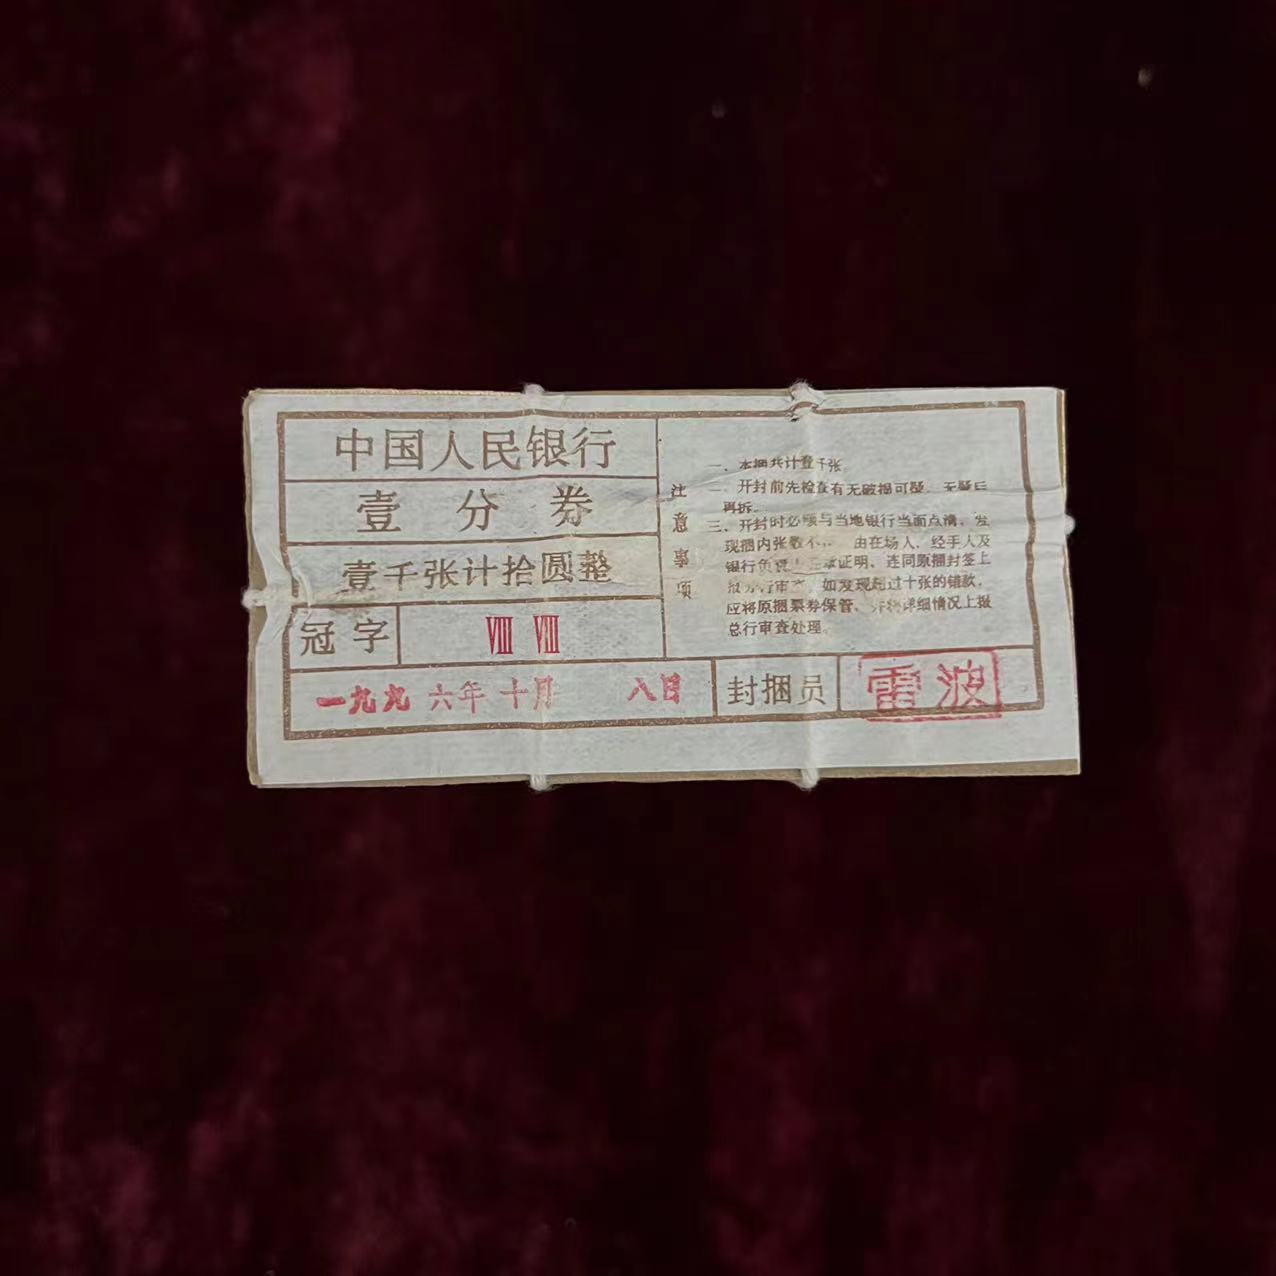 中国人民银行
壹分券
壹千张计拾圆整
冠字
Ⅷ Ⅷ
一九九六年十月 八日
注意事项
一、本捆共计壹千张
二、开封前先检查有无破损可疑、无疑后
再拆。
三、开封时必须与当地银行当面点清，发
现捆内张数不 由在场人、经手人及
银行负 证明、连同原捆封签上
行审 如发现超过十张的错款，
应将原捆票券保管、 详细情况上报
总行审查处理。
封捆员
雷波